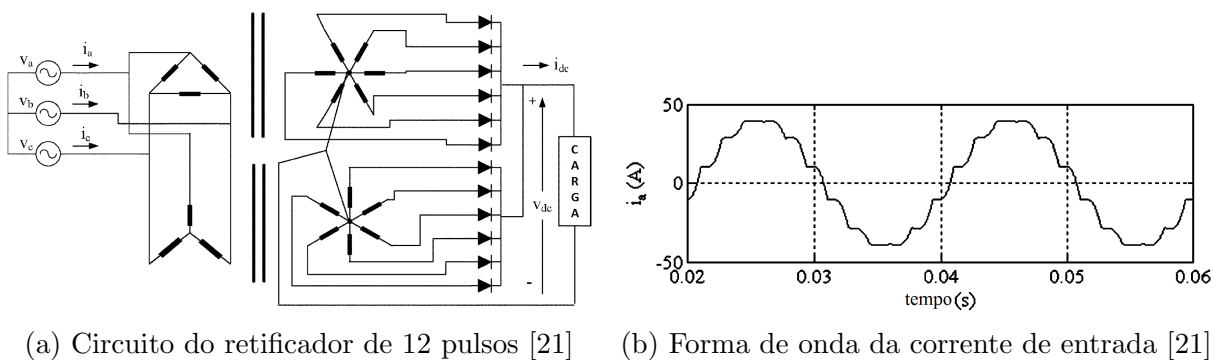 v_a
i_a
v_b
i_b
v_c
i_c
i_dc
+
v_dc
-
CARGA
i_a (A)
50
0
-50
0.02
0.03
0.04
0.05
0.06
tempo(s)
(a) Circuito do retificador de 12 pulsos [21]
(b) Forma de onda da corrente de entrada [21]